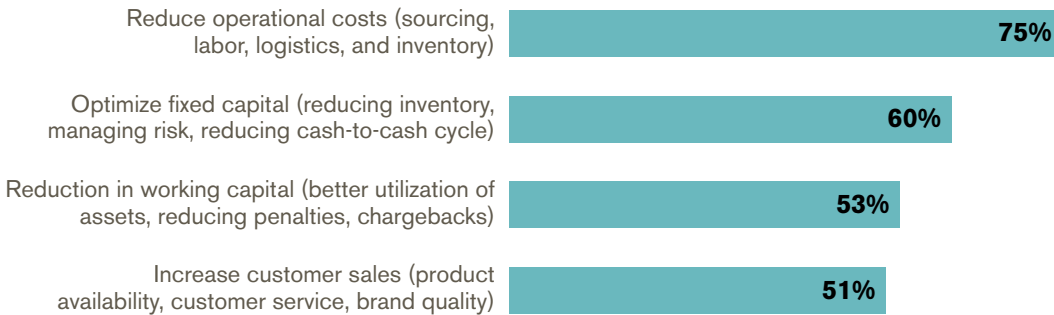 Reduce operational costs (sourcing,
labor, logistics, and inventory)
75%
Optimize fixed capital (reducing inventory,
managing risk, reducing cash-to-cash cycle)
60%
Reduction in working capital (better utilization of
assets, reducing penalties, chargebacks)
53%
Increase customer sales (product
availability, customer service, brand quality)
51%